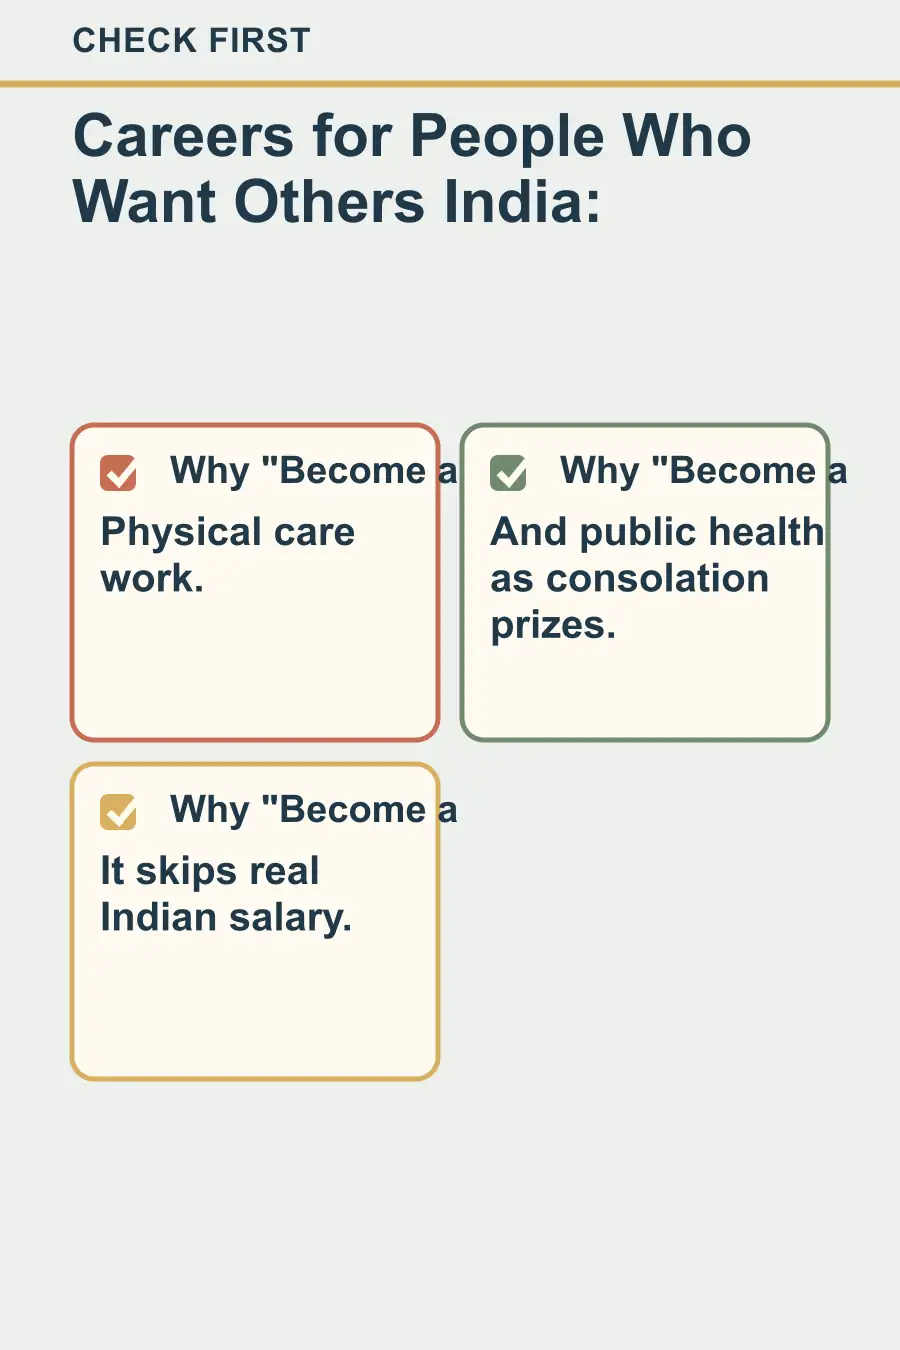 CHECK FIRST
Careers for People Who
Want Others India:
Why "Become a
Physical care
work.
Why "Become a
And public health
as consolation
prizes.
Why "Become a
It skips real
Indian salary.